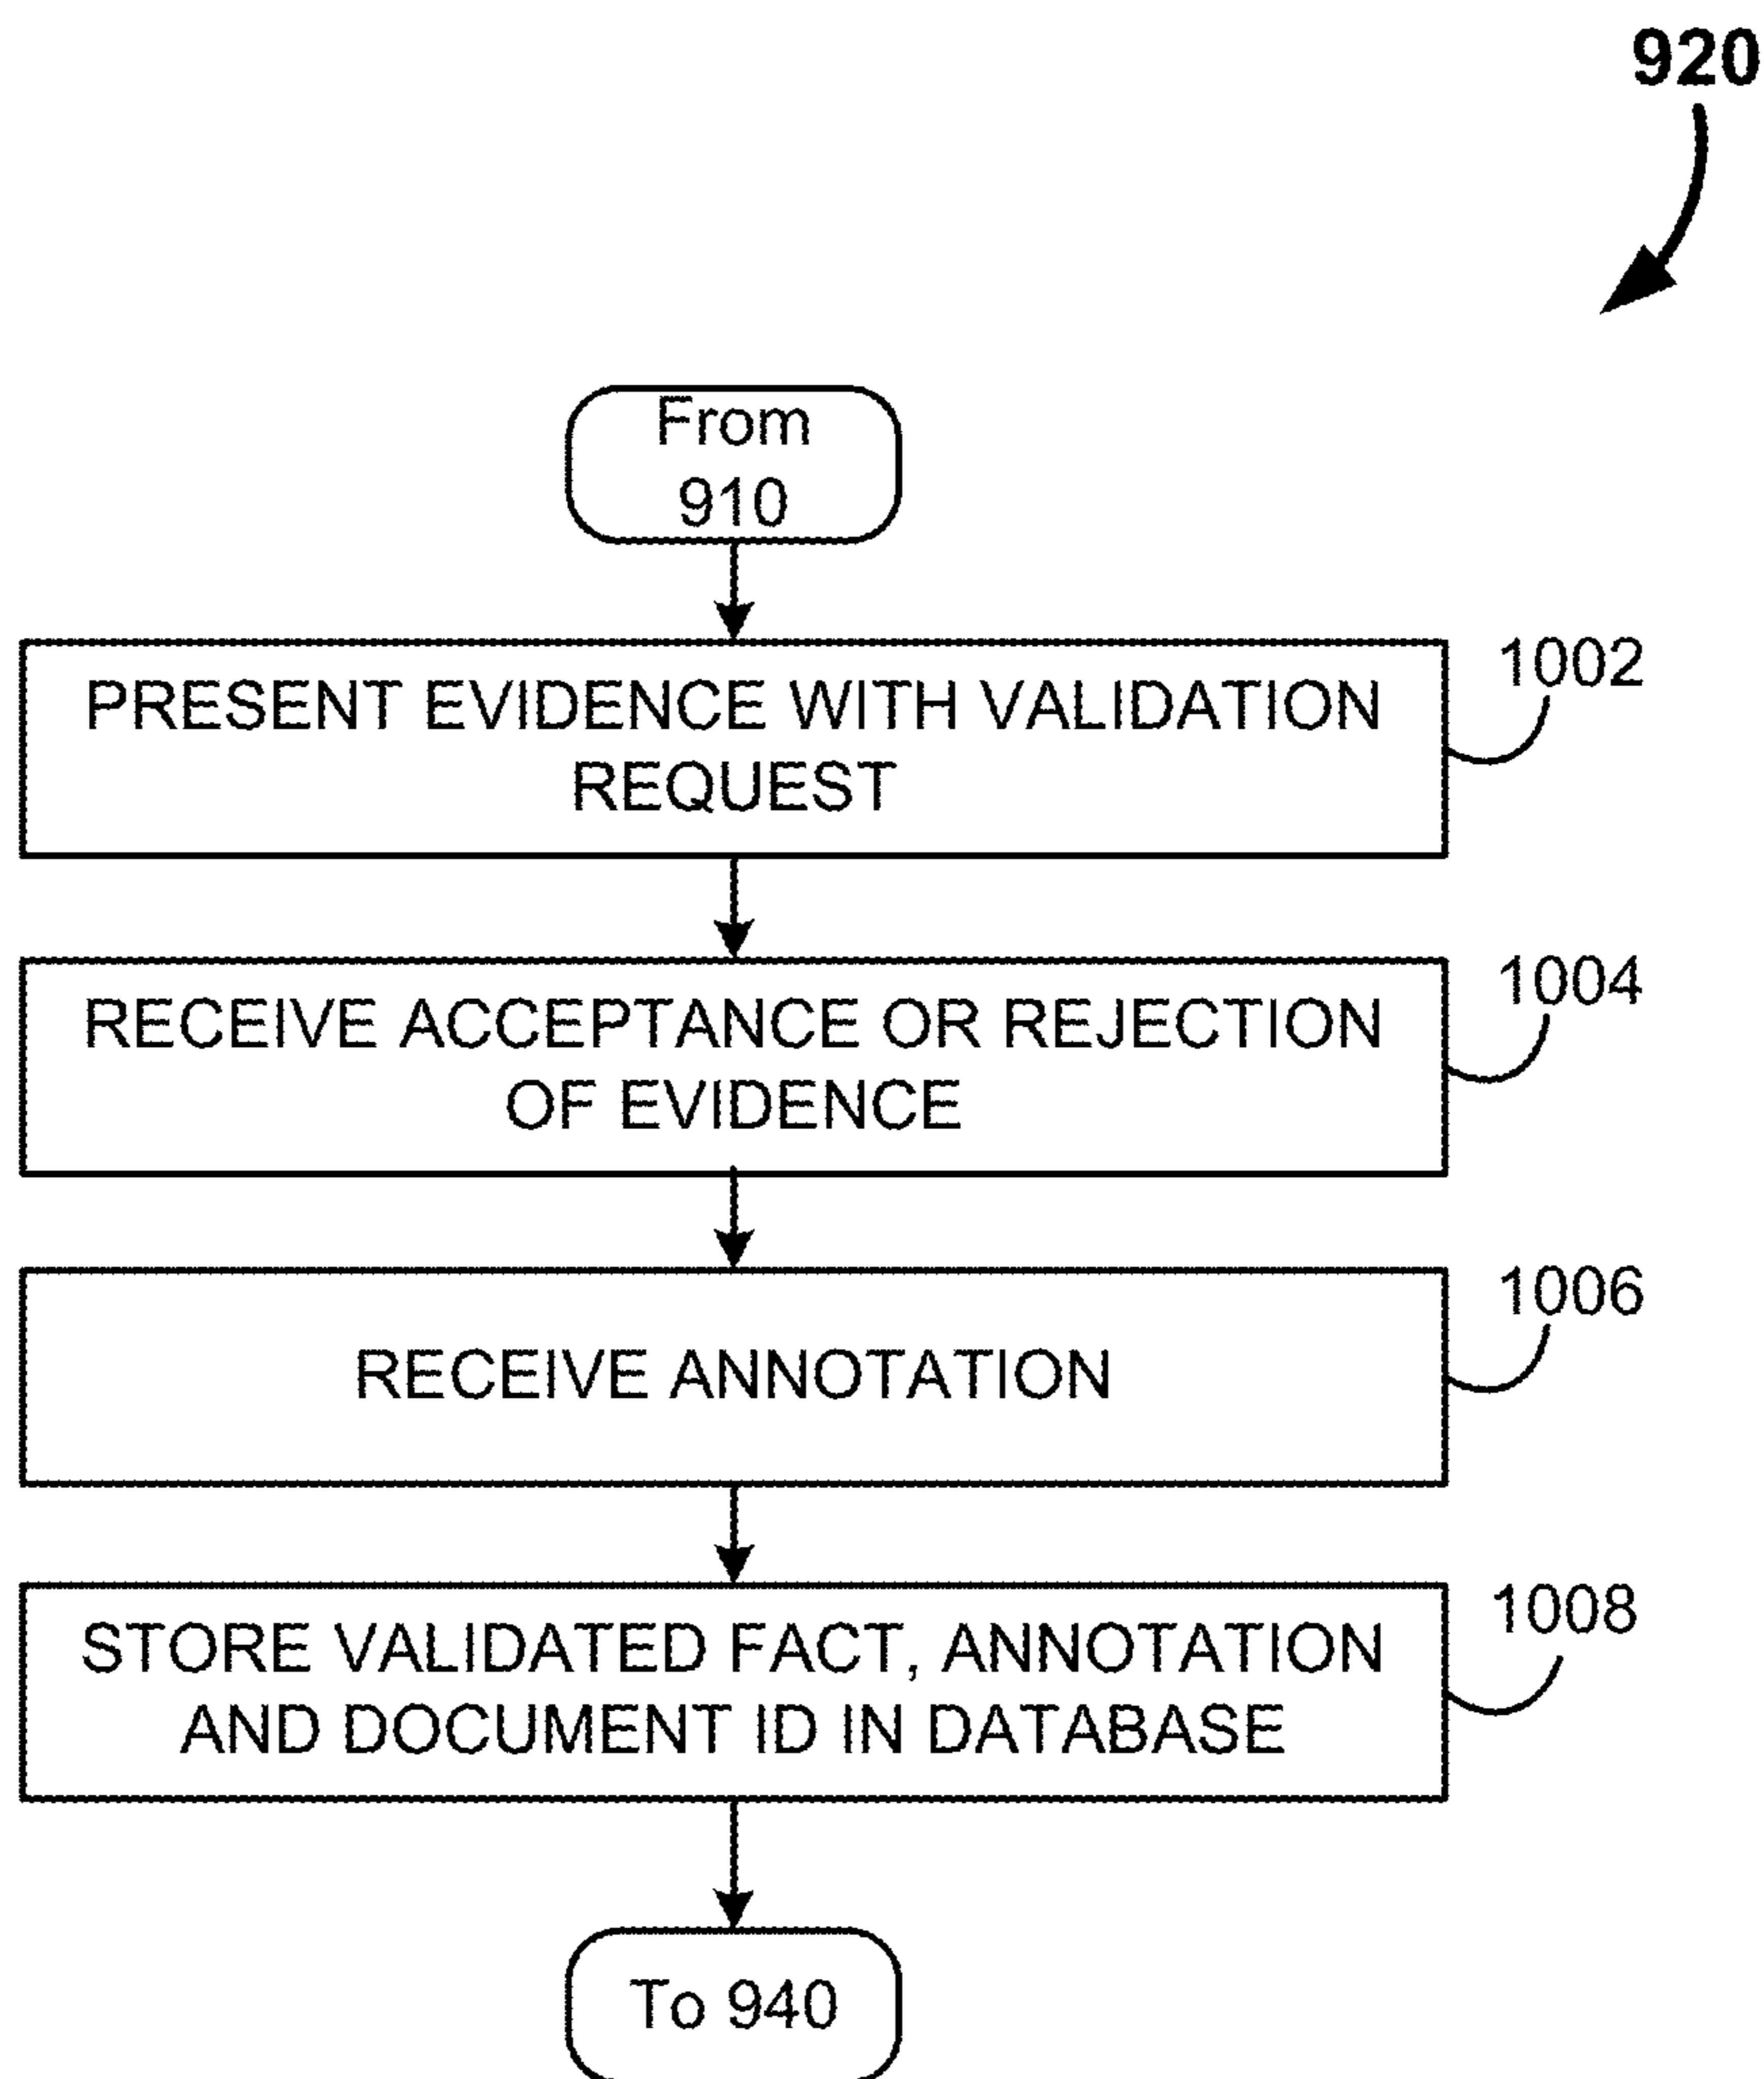 920
From
910
PRESENT EVIDENCE WITH VALIDATION
REQUEST
1002
RECEIVE ACCEPTANCE OR REJECTION
OF EVIDENCE
1004
RECEIVE ANNOTATION
1006
STORE VALIDATED FACT, ANNOTATION
AND DOCUMENT ID IN DATABASE
1008
To 940